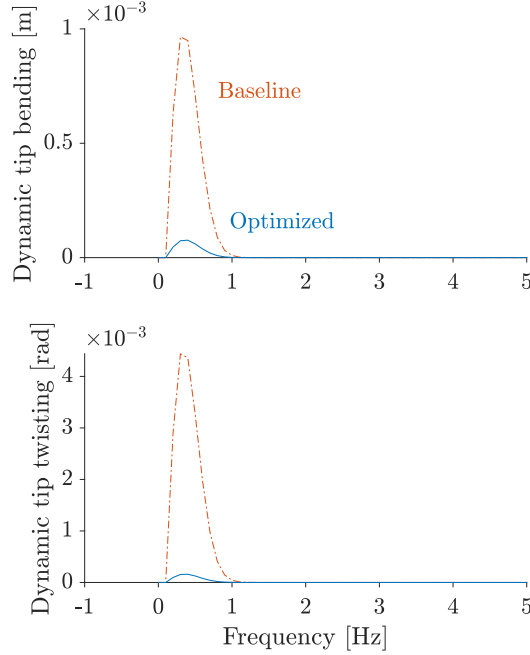 ×10⁻³
Dynamic tip bending [m]
1
0.5
0
Baseline
Optimized
-1 0 1 2 3 4 5
×10⁻³
Dynamic tip twisting [rad]
4
3
2
1
0
-1 0 1 2 3 4 5
Frequency [Hz]